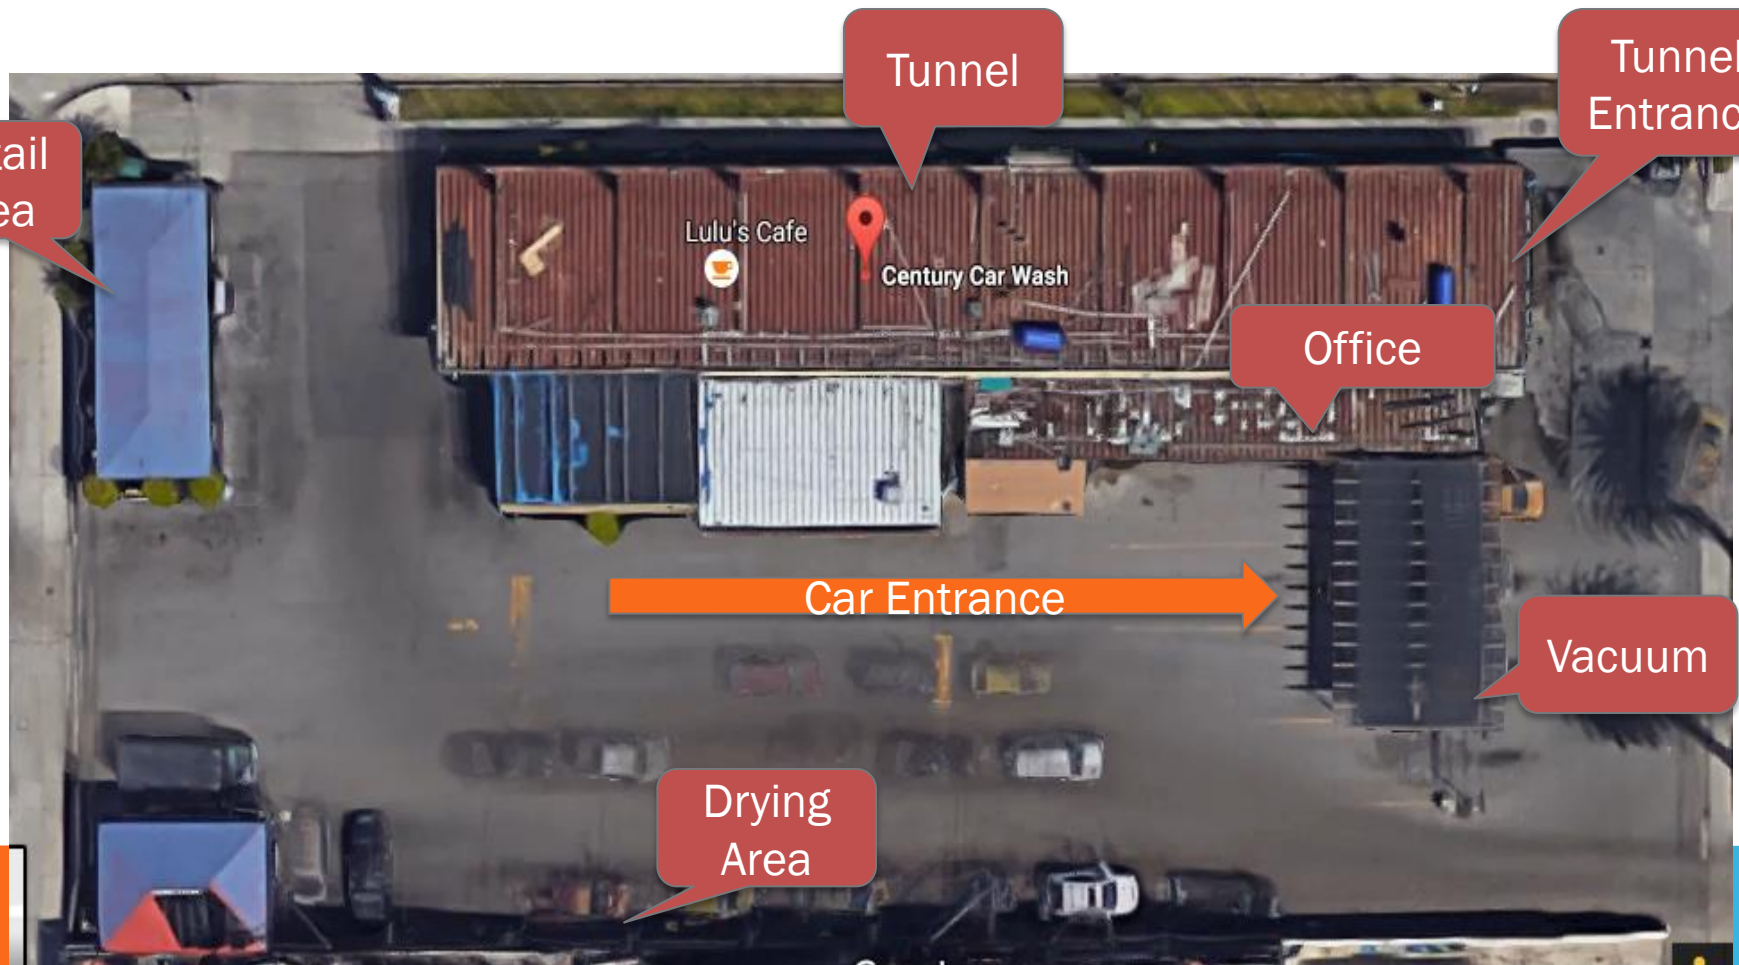 Tunnel
Tunnel
Entranc
ail
ea
Lulu's Cafe
Century Car Wash
Office
Car Entrance
Vacuum
Drying
Area